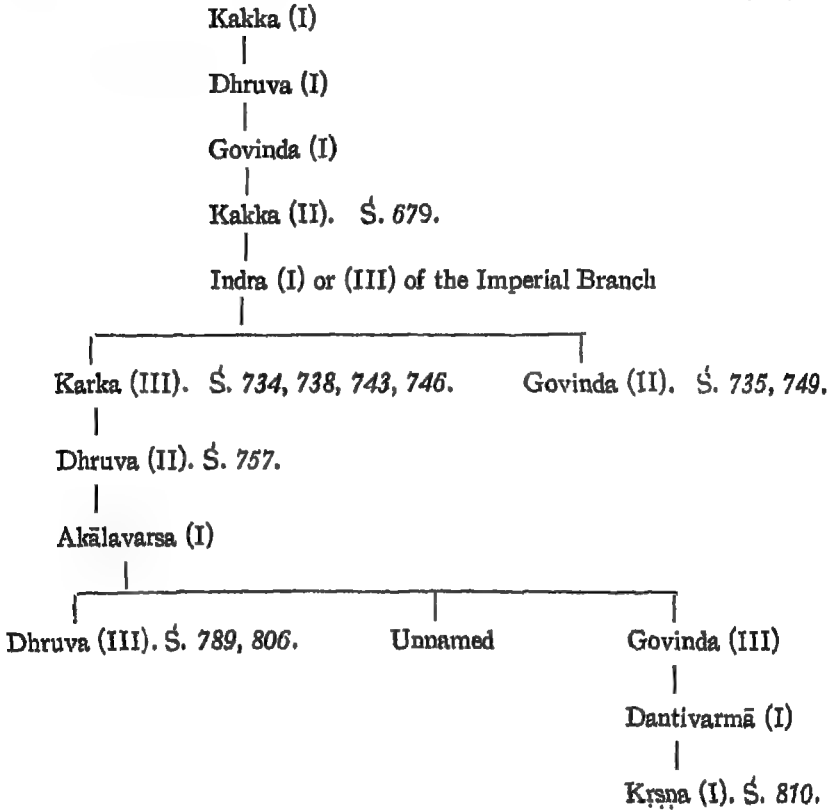 Kakka (I)
Dhruva (I)
Govinda (I)
Kakka (II). Ś. 679.
Indra (I) or (III) of the Imperial Branch
Karka (III). Ś. 734, 738, 743, 746. Govinda (II). Ś. 735, 749.
Dhruva (II). Ś. 757.
Akālavarsa (I)
Dhruva (III). Ś. 789, 806. Unnamed Govinda (III)
Dantivarmā (I)
Kṛṣṇa (I). Ś. 810.